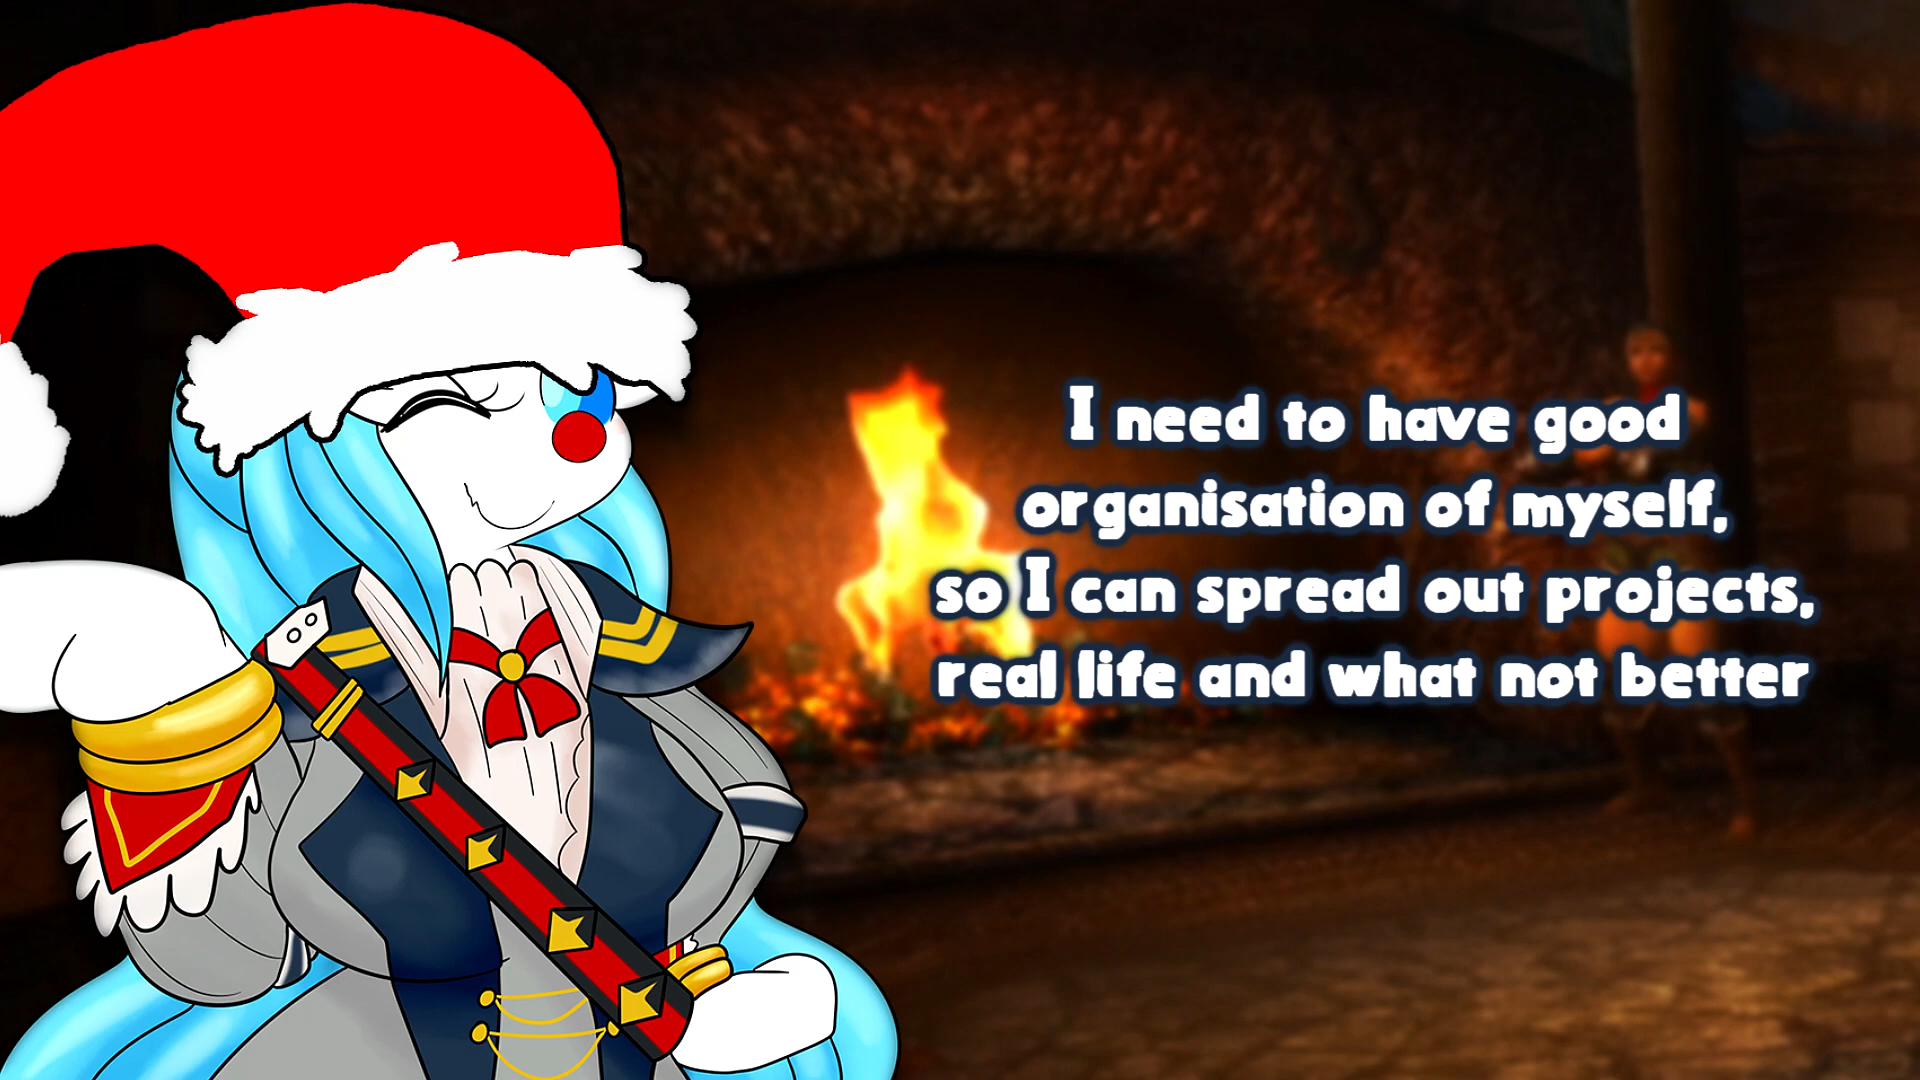 I need to have good
organisation of myself,
so I can spread out projects,
real life and what not better